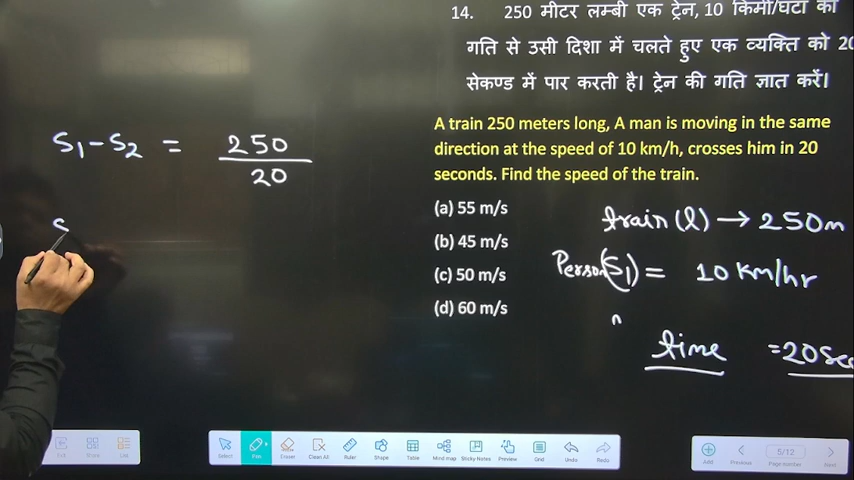 14. 250 मीटर लम्बी एक ट्रेन, 10 किमी/घंटा की
गति से उसी दिशा में चलते हुए एक व्यक्ति को 20
सेकण्ड में पार करती है। ट्रेन की गति ज्ञात करें।
A train 250 meters long, A man is moving in the same
direction at the speed of 10 km/h, crosses him in 20
seconds. Find the speed of the train.
(a) 55 m/s
(b) 45 m/s
(c) 50 m/s
(d) 60 m/s
S₁-S₂ = 250
20
S
train (l) → 250m
Person(S₁) = 10 km/hr
time = 20 Sec
Select
Pen
Eraser
Clean All
Ruler
Shape
Table
Mind map
Sticky Notes
Preview
Grid
Undo
Redo
Add
Previous
5/12
Page number
Next